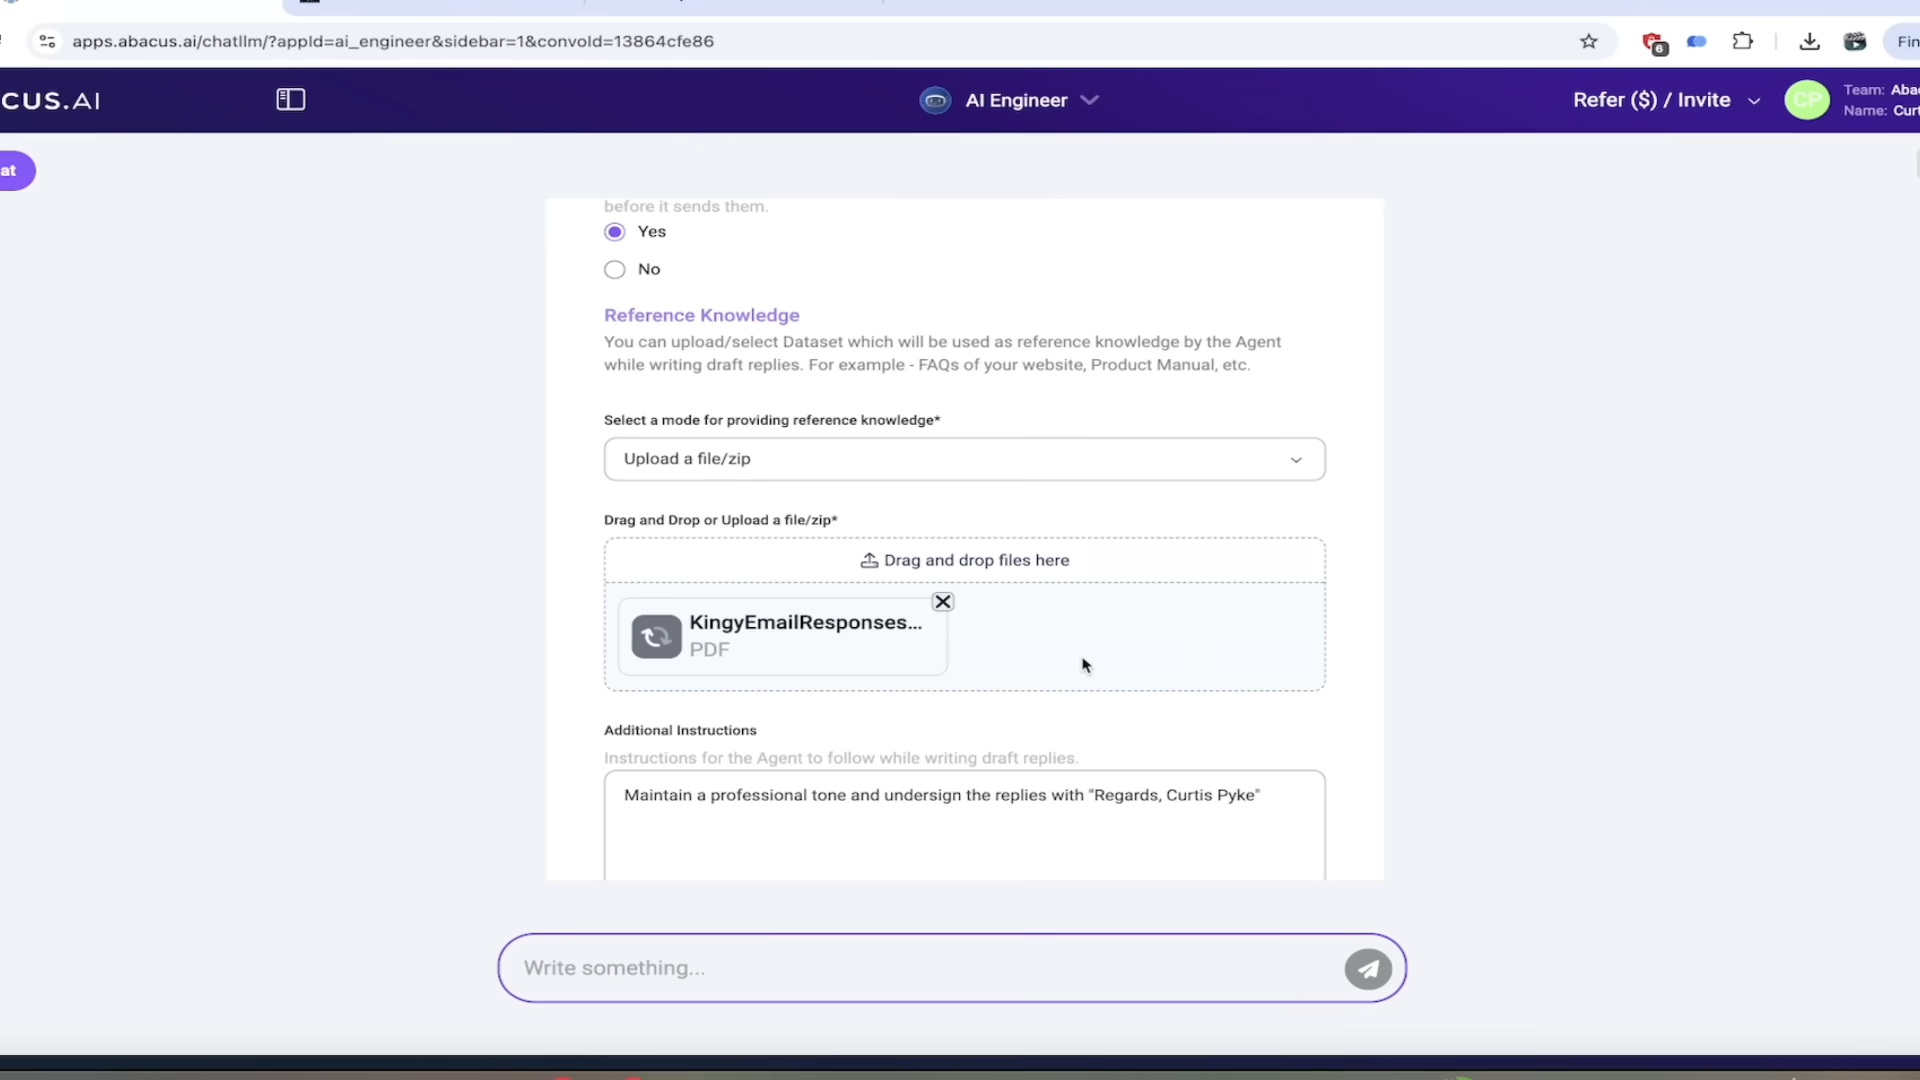 apps.abacus.ai/chatllm/?appId=ai_engineer&sidebar=1&convoId=13864cfe86
6
Fin
CUS.AI
AI Engineer
Refer ($) / Invite
CP
Team: Abac
Name: Curt
at
before it sends them.
Yes
No
Reference Knowledge
You can upload/select Dataset which will be used as reference knowledge by the Agent
while writing draft replies. For example - FAQs of your website, Product Manual, etc.
Select a mode for providing reference knowledge*
Upload a file/zip
Drag and Drop or Upload a file/zip*
Drag and drop files here
KingyEmailResponses...
PDF
Additional Instructions
Instructions for the Agent to follow while writing draft replies.
Maintain a professional tone and undersign the replies with "Regards, Curtis Pyke"
Write something...